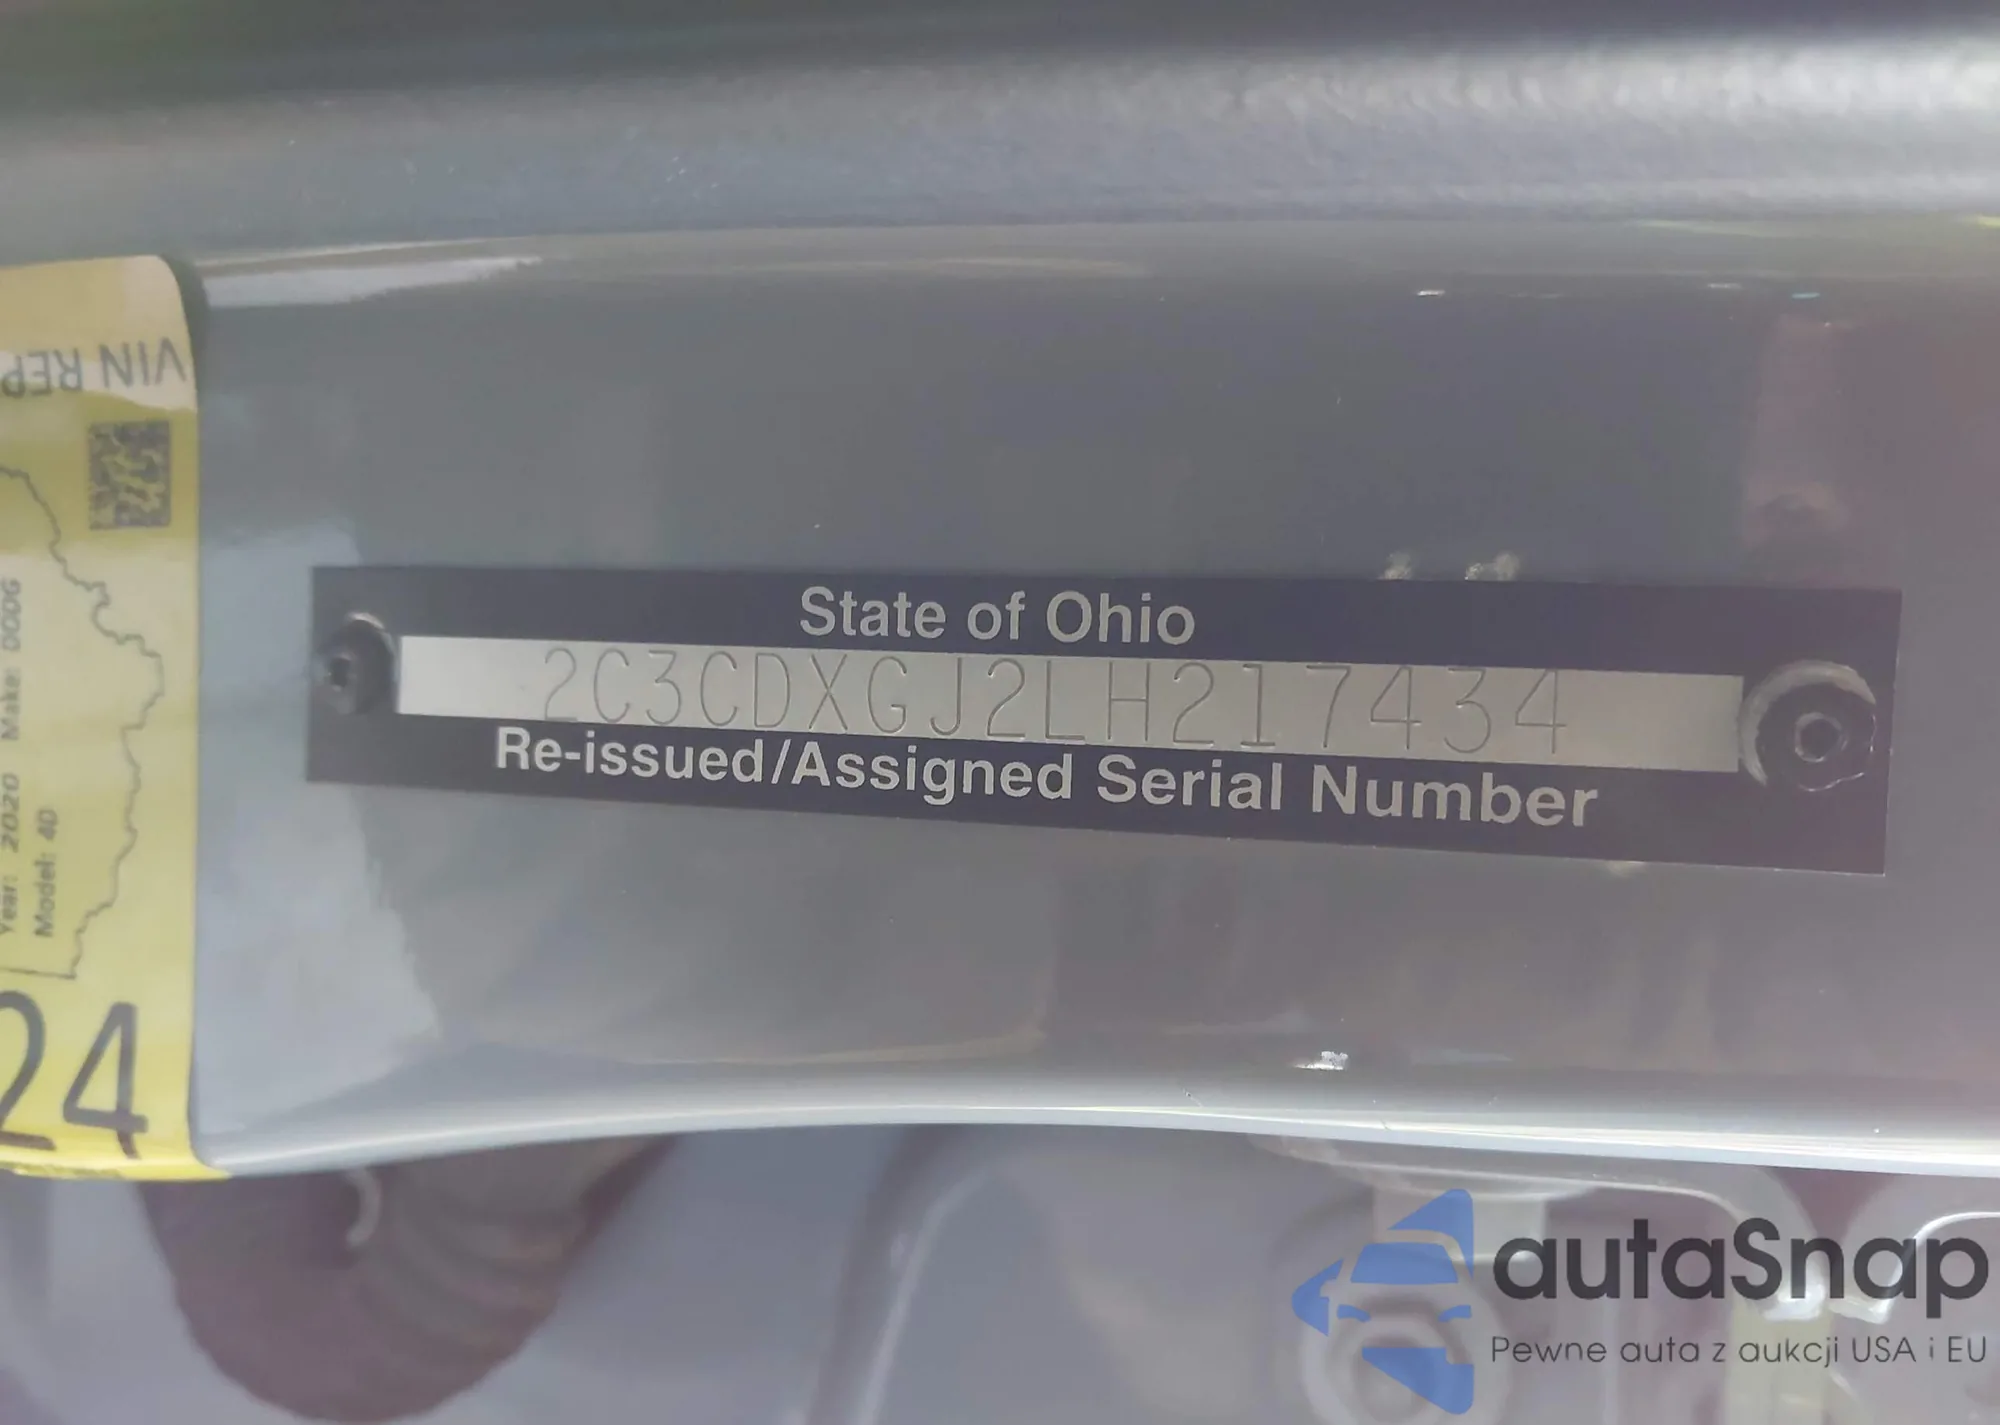 VIN REP
Year: 2020 Make: DODG
Model: 4D
24
State of Ohio
2C3CDXGJ2LH217434
Re-issued/Assigned Serial Number
autaSnap
Pewne auta z aukcji USA i EU